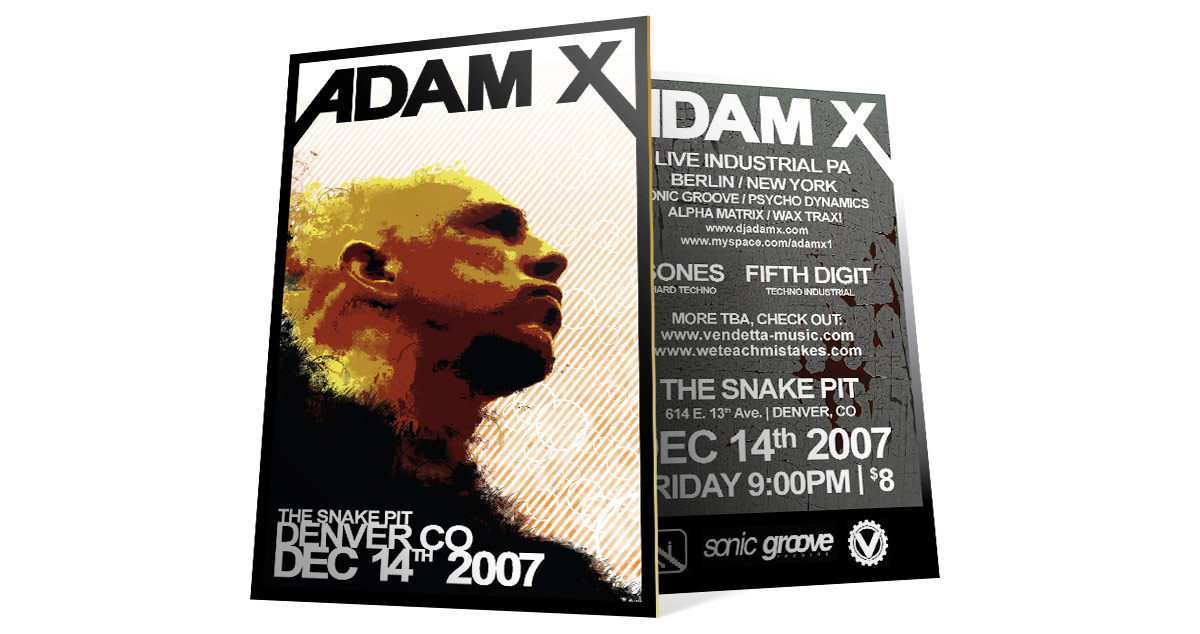 ADAM X
THE SNAKE PIT
DENVER CO
DEC 14TH 2007
ADAM X
LIVE INDUSTRIAL PA
BERLIN / NEW YORK
ONIC GROOVE / PSYCHO DYNAMICS
ALPHA MATRIX / WAX TRAX!
www.djadamx.com
www.myspace.com/adamx1
SONES FIFTH DIGIT
HARD TECHNO TECHNO INDUSTRIAL
MORE TBA, CHECK OUT:
www.vendetta-music.com
www.weteachmistakes.com
THE SNAKE PIT
614 E. 13th Ave. | DENVER, CO
EC 14th 2007
RIDAY 9:00PM | $8
sonic groove V
records